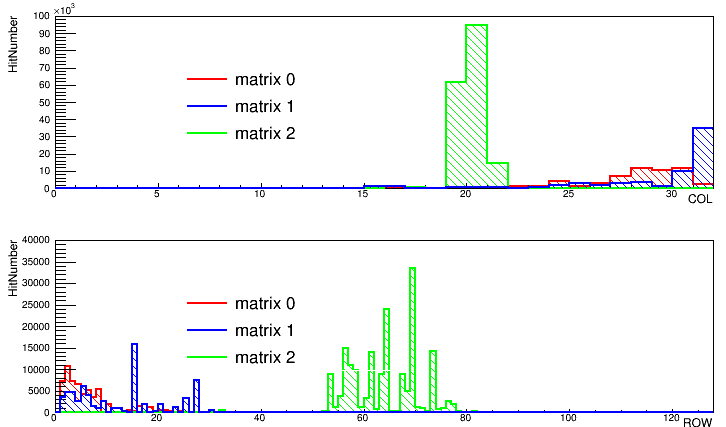 ×10³
HitNumber
100
90
80
70
60
50
40
30
20
10
0
matrix 0
matrix 1
matrix 2
0 5 10 15 20 25 30
COL
HitNumber
40000
35000
30000
25000
20000
15000
10000
5000
0
matrix 0
matrix 1
matrix 2
0 20 40 60 80 100 120
ROW